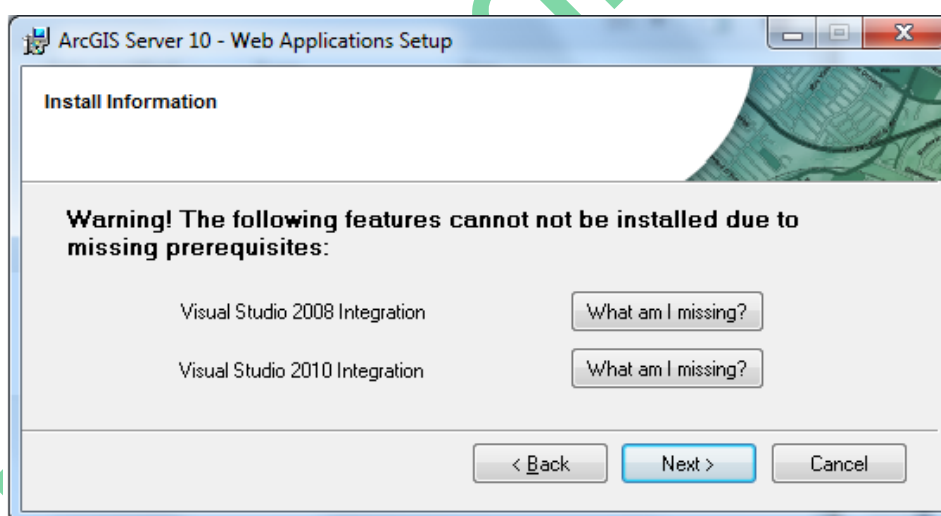 ArcGIS Server 10 - Web Applications Setup
Install Information
Warning! The following features cannot not be installed due to
missing prerequisites:
Visual Studio 2008 Integration
What am I missing?
Visual Studio 2010 Integration
What am I missing?
< Back
Next >
Cancel